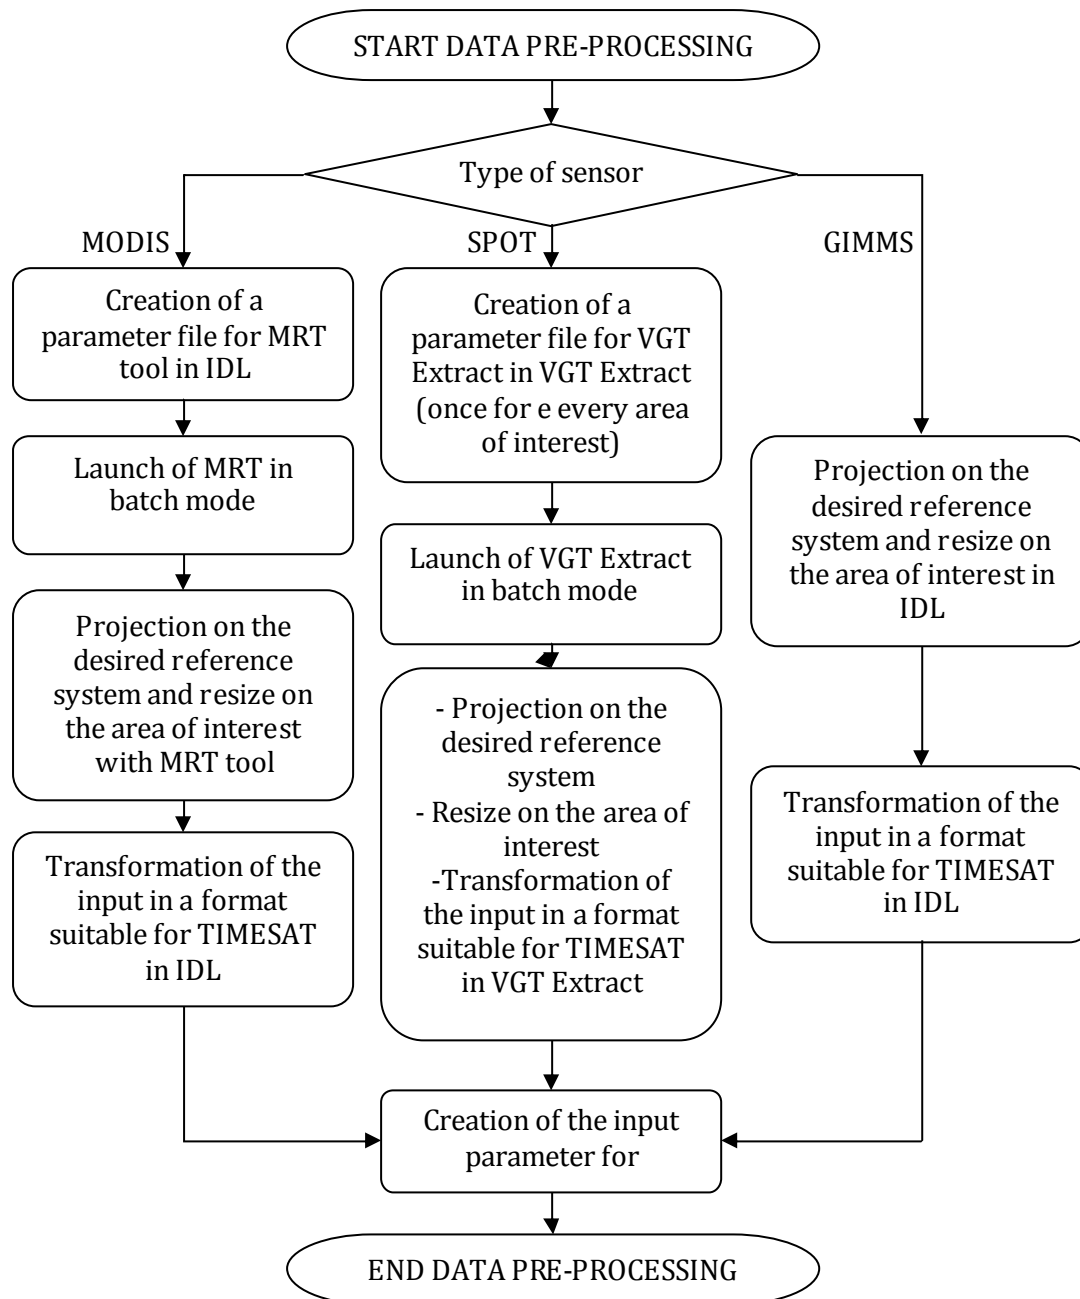 START DATA PRE-PROCESSING
Type of sensor
MODIS
SPOT
GIMMS
Creation of a
parameter file for MRT
tool in IDL
Launch of MRT in
batch mode
Projection on the
desired reference
system and resize on
the area of interest
with MRT tool
Transformation of the
input in a format
suitable for TIMESAT
in IDL
Creation of a
parameter file for VGT
Extract in VGT Extract
(once for e every area
of interest)
Launch of VGT Extract
in batch mode
- Projection on the
desired reference
system
- Resize on the area of
interest
-Transformation of
the input in a format
suitable for TIMESAT
in VGT Extract
Projection on the
desired reference
system and resize on
the area of interest in
IDL
Transformation of the
input in a format
suitable for TIMESAT
in IDL
Creation of the input
parameter for
END DATA PRE-PROCESSING